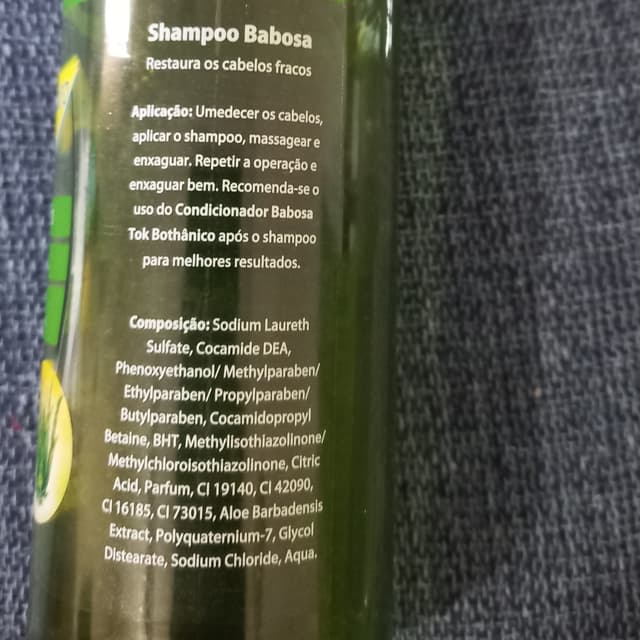 Shampoo Babosa
Restaura os cabelos fracos
Aplicação: Umedecer os cabelos,
aplicar o shampoo, massagear e
enxaguar. Repetir a operação e
enxaguar bem. Recomenda-se o
uso do Condicionador Babosa
Tok Bothânico após o shampoo
para melhores resultados.
Composição: Sodium Laureth
Sulfate, Cocamide DEA,
Phenoxyethanol/ Methylparaben/
Ethylparaben/ Propylparaben/
Butylparaben, Cocamidopropyl
Betaine, BHT, Methylisothiazolinone/
Methylchloroisothiazolinone, Citric
Acid, Parfum, CI 19140, CI 42090,
CI 16185, CI 73015, Aloe Barbadensis
Extract, Polyquaternium-7, Glycol
Distearate, Sodium Chloride, Aqua.